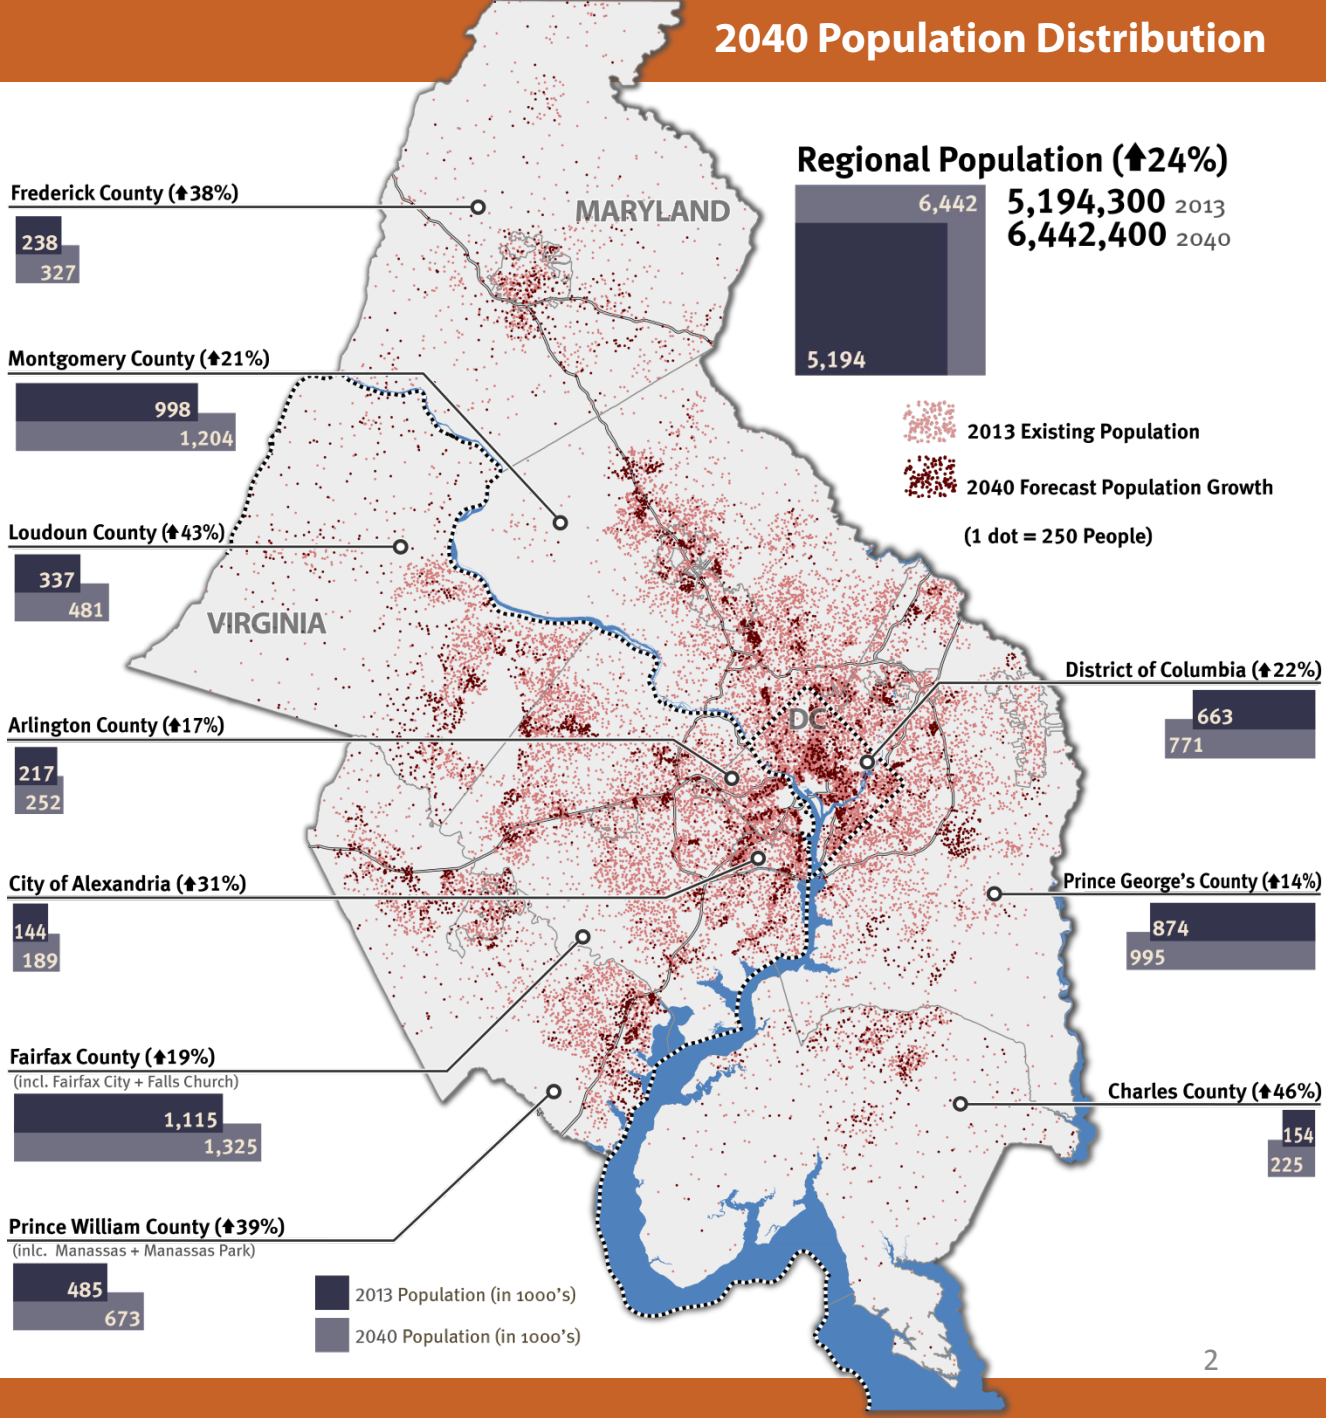 2040 Population Distribution
Regional Population (⬆24%)
6,442
5,194
5,194,300 2013
6,442,400 2040
2013 Existing Population
2040 Forecast Population Growth
(1 dot = 250 People)
MARYLAND
VIRGINIA
DC
Frederick County (⬆38%)
238
327
Montgomery County (⬆21%)
998
1,204
Loudoun County (⬆43%)
337
481
Arlington County (⬆17%)
217
252
City of Alexandria (⬆31%)
144
189
Fairfax County (⬆19%)
(incl. Fairfax City + Falls Church)
1,115
1,325
Prince William County (⬆39%)
(inlc. Manassas + Manassas Park)
485
673
District of Columbia (⬆22%)
663
771
Prince George's County (⬆14%)
874
995
Charles County (⬆46%)
154
225
2013 Population (in 1000's)
2040 Population (in 1000's)
2